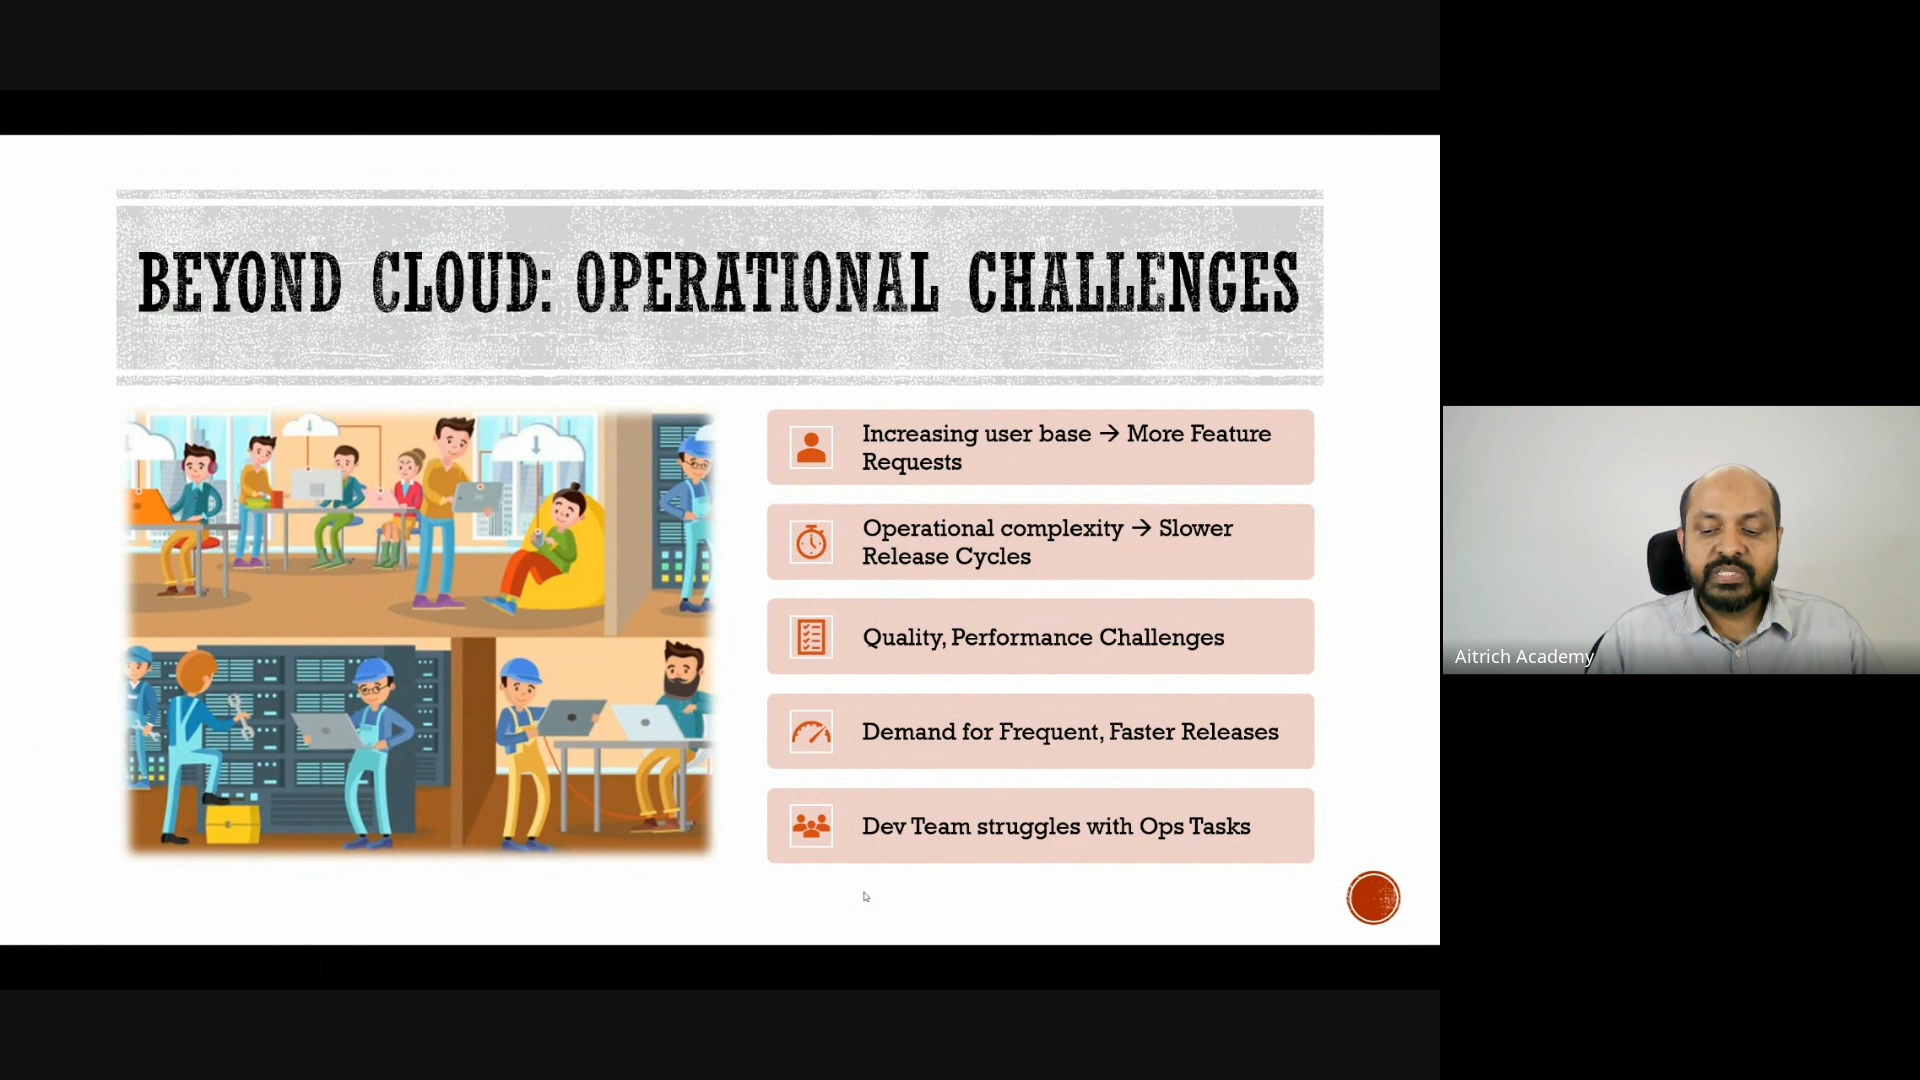 BEYOND CLOUD: OPERATIONAL CHALLENGES
Increasing user base → More Feature
Requests
Operational complexity → Slower
Release Cycles
Quality, Performance Challenges
Demand for Frequent, Faster Releases
Dev Team struggles with Ops Tasks
Aitrich Academy